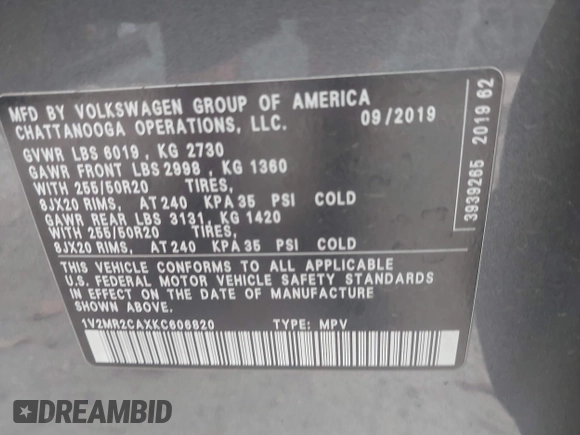 MFD BY VOLKSWAGEN GROUP OF AMERICA
CHATTANOOGA OPERATIONS, LLC. 09/2019
GVWR LBS 6019 , KG 2730
GAWR FRONT LBS 2998 , KG 1360
WITH 255/50R20 TIRES,
8JX20 RIMS, AT 240 KPA 35 PSI COLD
GAWR REAR LBS 3131, KG 1420
WITH 255/50R20 TIRES,
8JX20 RIMS, AT 240 KPA 35 PSI COLD
THIS VEHICLE CONFORMS TO ALL APPLICABLE
U.S. FEDERAL MOTOR VEHICLE SAFETY STANDARDS
IN EFFECT ON THE DATE OF MANUFACTURE
SHOWN ABOVE.
1V2MR2CAXKC606820 TYPE: MPV
3939265 2019 62
DREAMBID